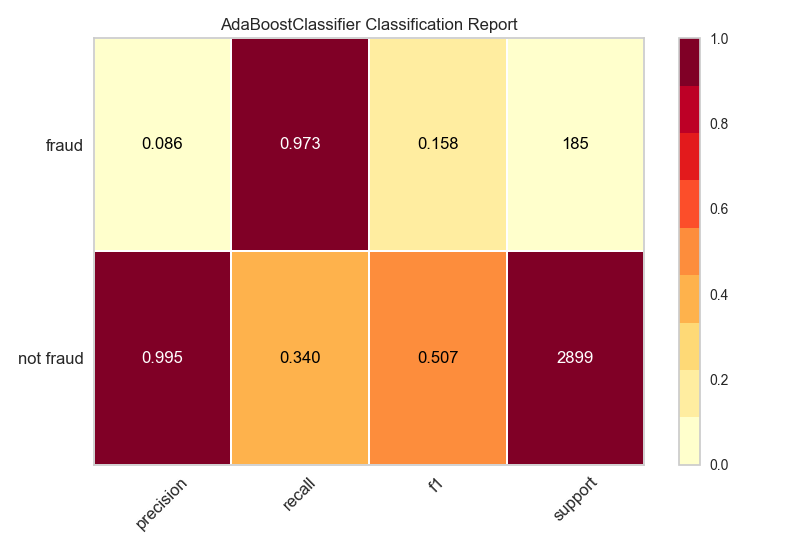 AdaBoostClassifier Classification Report
fraud
0.086 0.973 0.158 185
not fraud
0.995 0.340 0.507 2899
precision recall f1 support
1.0
0.8
0.6
0.4
0.2
0.0